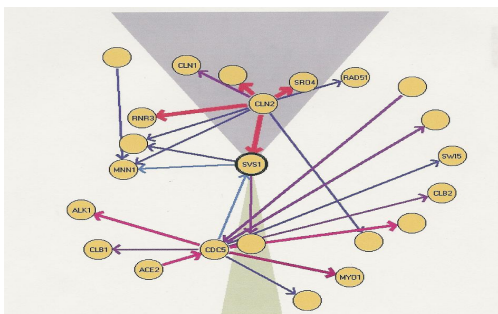 CLN1
SRO4
RAD51
CLN2
RNR3
MNN1
SVS1
SWI5
CLB2
ALK1
CLB1
CDC5
ACE2
MYO1